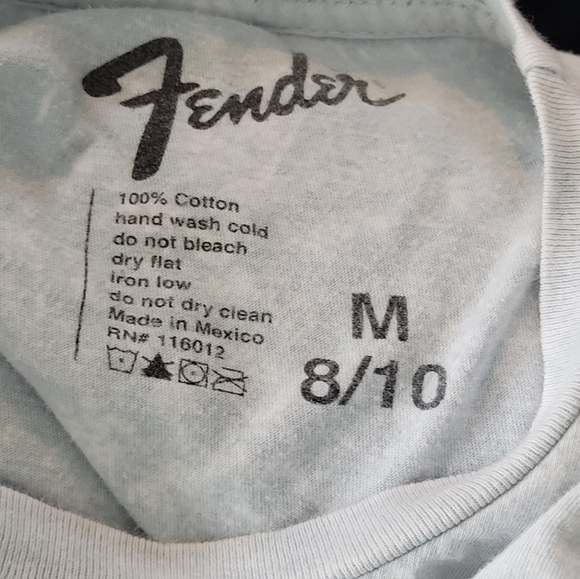 Fender
100% Cotton
hand wash cold
do not bleach
dry flat
iron low
do not dry clean
Made in Mexico
RN# 116012
M
8/10